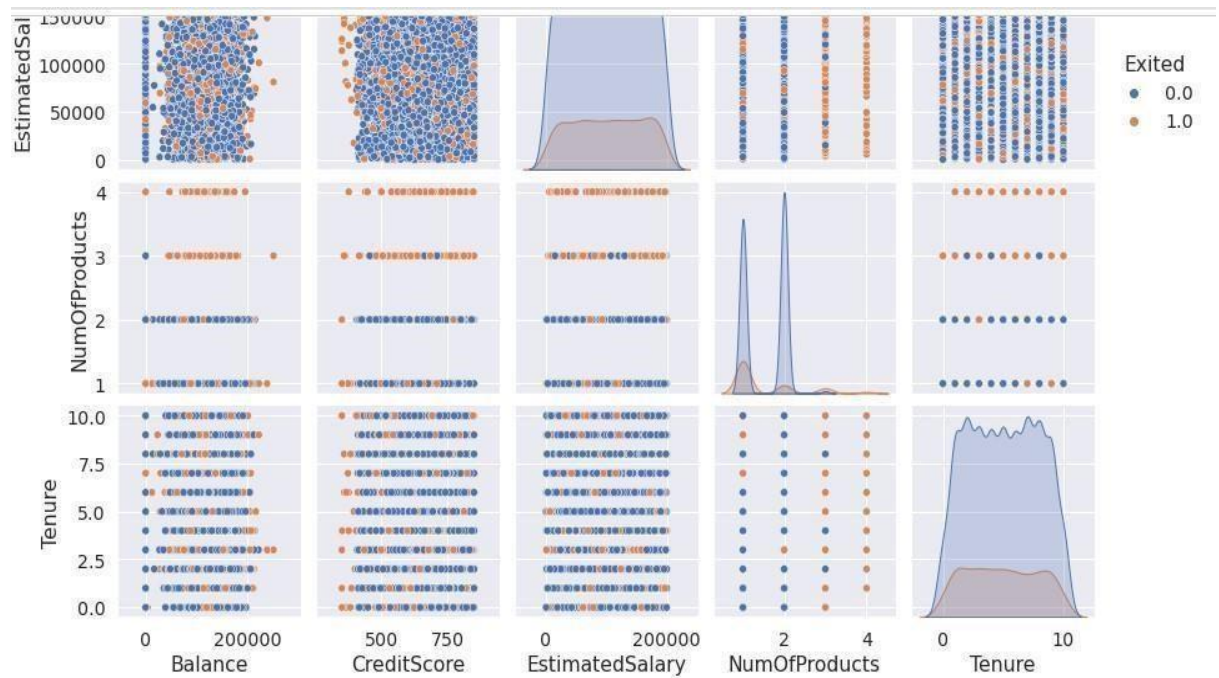 150000
100000
50000
0
EstimatedSal
Exited
0.0
1.0
4
3
2
1
NumOfProducts
10.0
7.5
5.0
2.5
0.0
Tenure
0 200000 500 750 0 200000 2 4 0 10
Balance CreditScore EstimatedSalary NumOfProducts Tenure